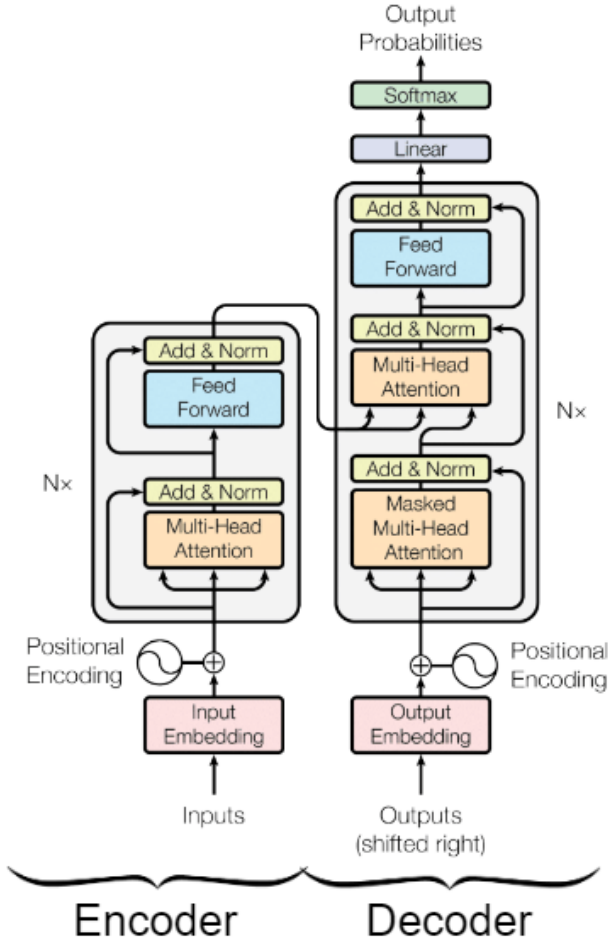 Output
Probabilities
Softmax
Linear
Add & Norm
Feed
Forward
Add & Norm
Multi-Head
Attention
Nx
Add & Norm
Masked
Multi-Head
Attention
Positional
Encoding
Output
Embedding
Outputs
(shifted right)
Add & Norm
Feed
Forward
Nx
Add & Norm
Multi-Head
Attention
Positional
Encoding
Input
Embedding
Inputs
Encoder
Decoder